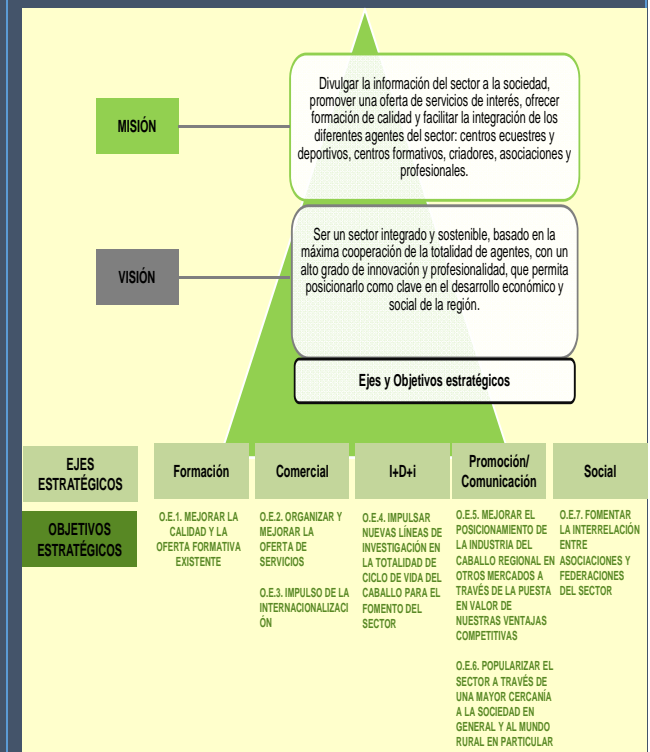 MISIÓN
Divulgar la información del sector a la sociedad,
promover una oferta de servicios de interés, ofrecer
formación de calidad y facilitar la integración de los
diferentes agentes del sector: centros ecuestres y
deportivos, centros formativos, criadores, asociaciones y
profesionales.
VISIÓN
Ser un sector integrado y sostenible, basado en la
máxima cooperación de la totalidad de agentes, con un
alto grado de innovación y profesionalidad, que permita
posicionarlo como clave en el desarrollo económico y
social de la región.
Ejes y Objetivos estratégicos
EJES
ESTRATÉGICOS
Formación
Comercial
I+D+i
Promoción/
Comunicación
Social
OBJETIVOS
ESTRATÉGICOS
O.E.1. MEJORAR LA
CALIDAD Y LA
OFERTA FORMATIVA
EXISTENTE
O.E.2. ORGANIZAR Y
MEJORAR LA
OFERTA DE
SERVICIOS
O.E.3. IMPULSO DE LA
INTERNACIONALIZACI
ÓN
O.E.4. IMPULSAR
NUEVAS LÍNEAS DE
INVESTIGACIÓN EN
LA TOTALIDAD DE
CICLO DE VIDA DEL
CABALLO PARA EL
FOMENTO DEL
SECTOR
O.E.5. MEJORAR EL
POSICIONAMIENTO DE
LA INDUSTRIA DEL
CABALLO REGIONAL EN
OTROS MERCADOS A
TRAVÉS DE LA PUESTA
EN VALOR DE
NUESTRAS VENTAJAS
COMPETITIVAS
O.E.6. POPULARIZAR EL
SECTOR A TRAVÉS DE
UNA MAYOR CERCANÍA
A LA SOCIEDAD EN
GENERAL Y AL MUNDO
RURAL EN PARTICULAR
O.E.7. FOMENTAR
LA INTERRELACIÓN
ENTRE
ASOCIACIONES Y
FEDERACIONES
DEL SECTOR